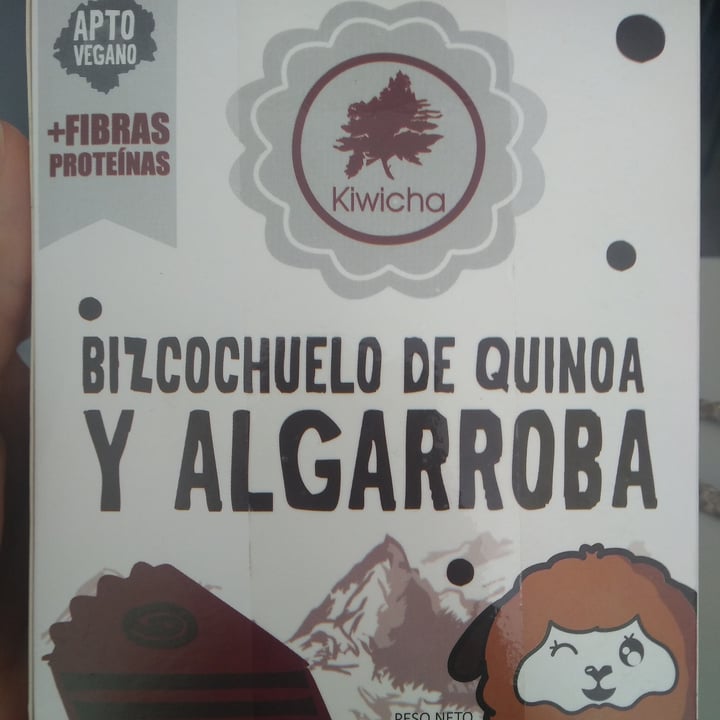 APTO
VEGANO
+FIBRAS
PROTEÍNAS
Kiwicha
BIZCOCHUELO DE QUINOA
Y ALGARROBA
PESO NETO